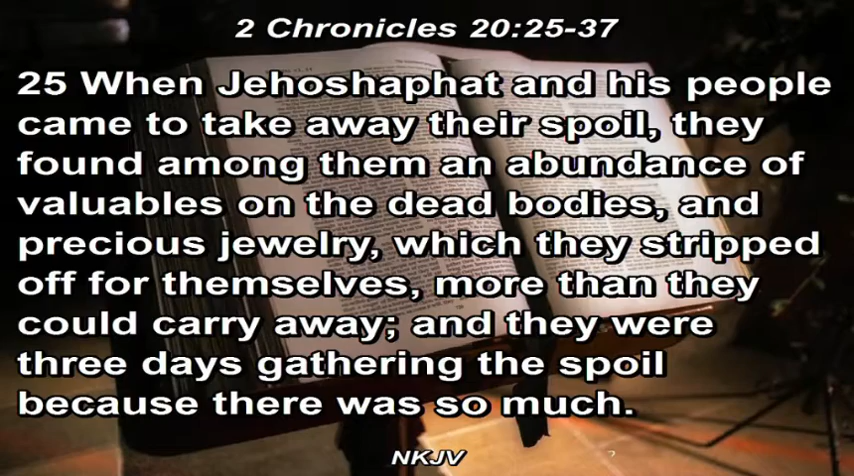 2 Chronicles 20:25-37
25 When Jehoshaphat and his people
came to take away their spoil, they
found among them an abundance of
valuables on the dead bodies, and
precious jewelry, which they stripped
off for themselves, more than they
could carry away; and they were
three days gathering the spoil
because there was so much.
NKJV